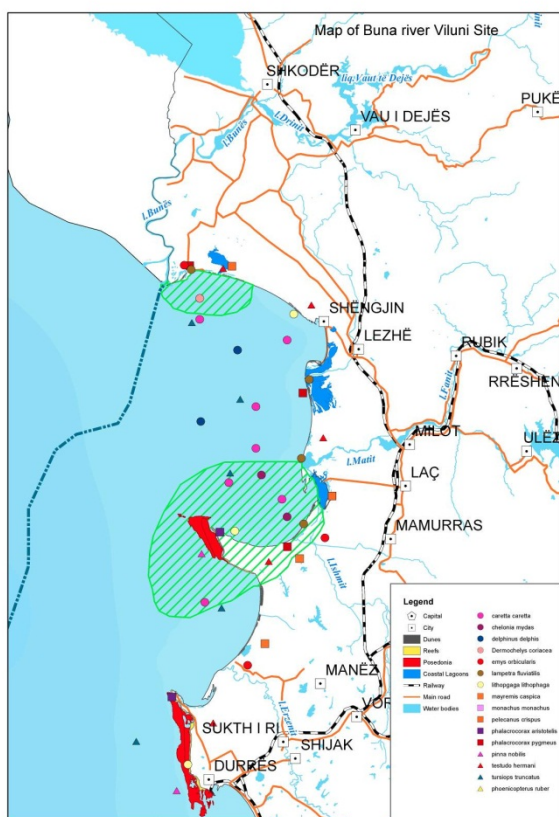 Map of Buna river Viluni Site
SHKODËR
liq.Vaut të Dejës
PUKË
VAU I DEJËS
l.Drinit
l.Bunës
l.Bunës
SHËNGJIN
LEZHË
RUBIK
RRËSHEN
l.Fanit
MILOT
ULËZ
l.Matit
LAÇ
MAMURRAS
l.Ishmit
MANËZ
VOR
l.Erzenit
SUKTH I RI
SHIJAK
DURRËS
Legend
Capital
City
Dunes
Reefs
Posedonia
Coastal Lagoons
Railway
Main road
Water bodies
caretta caretta
chelonia mydas
delphinus delphis
Dermochelys coriacea
emys orbicularis
lampetra fluviatilis
lithopgaga lithophaga
mayremis caspica
monachus monachus
pelecanus crispus
phalacrocorax aristotelis
phalacrocorax pygmeus
pinna nobilis
testudo hermani
tursiops truncatus
phoenicopterus ruber